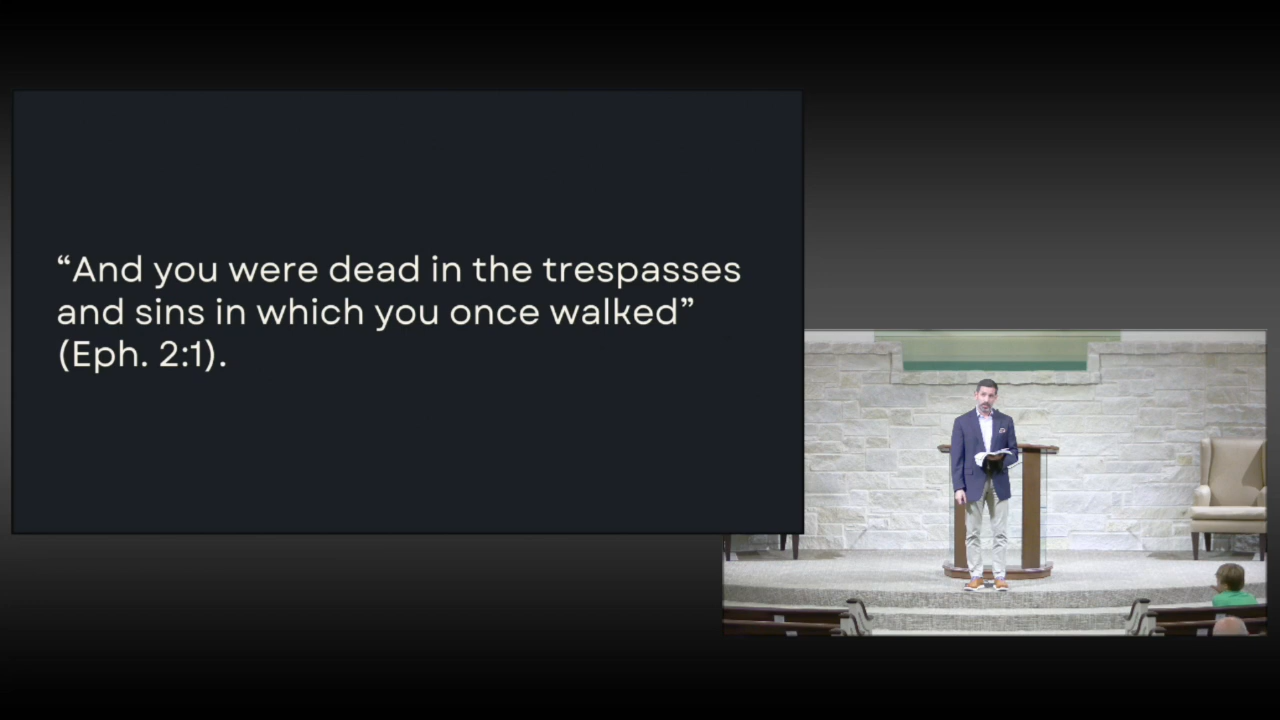 “And you were dead in the trespasses
and sins in which you once walked”
(Eph. 2:1).